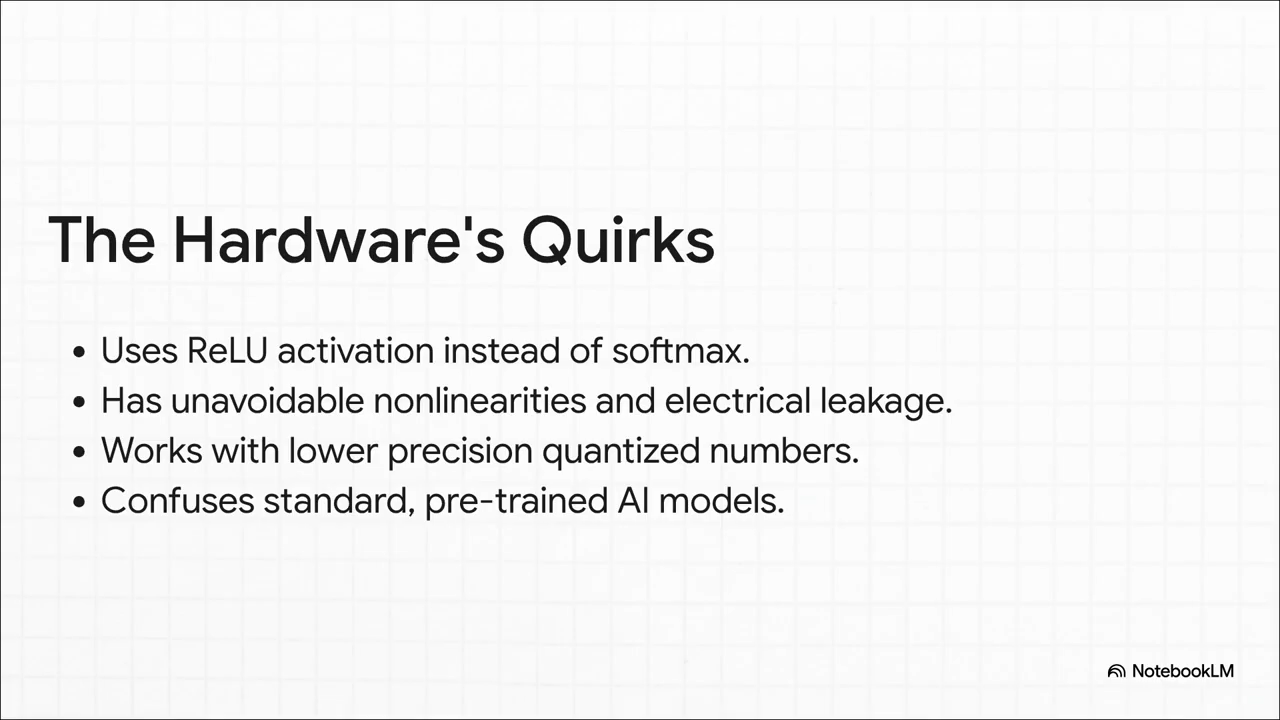 The Hardware's Quirks
• Uses ReLU activation instead of softmax.
• Has unavoidable nonlinearities and electrical leakage.
• Works with lower precision quantized numbers.
• Confuses standard, pre-trained AI models.
NotebookLM